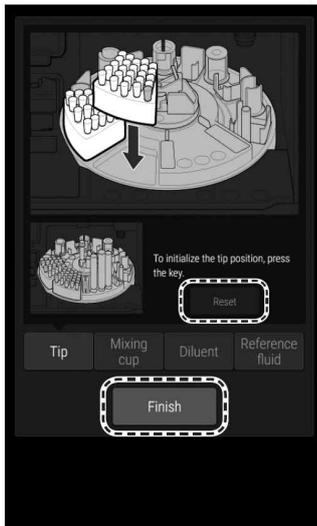 To initialize the tip position, press
the key.
Reset
Tip
Mixing
cup
Diluent
Reference
fluid
Finish